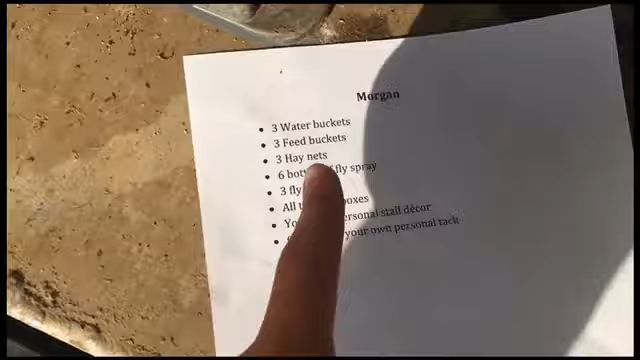 Morgan
• 3 Water buckets
• 3 Feed buckets
• 3 Hay nets
• 6 fly spray
• 3 fly
• All boxes
• personal stall décor
• your own personal tack